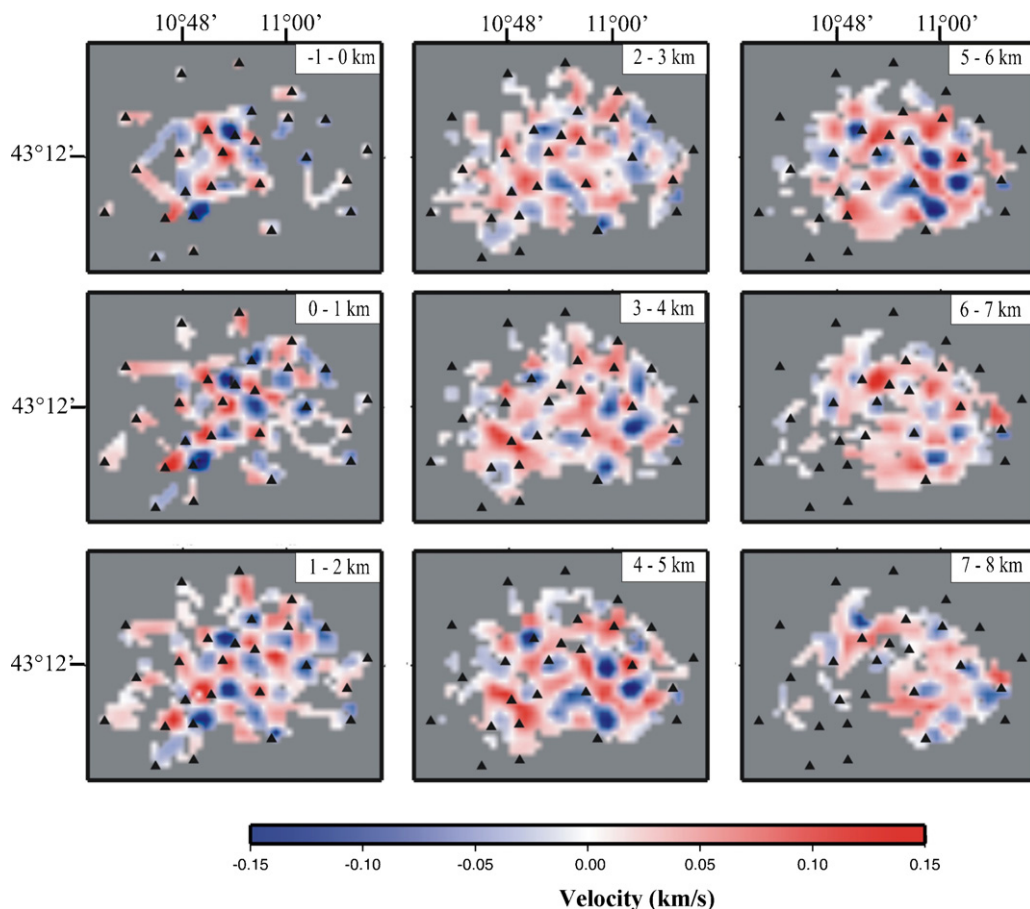 10°48’ 11°00’ 10°48’ 11°00’ 10°48’ 11°00’
-1 - 0 km 2 - 3 km 5 - 6 km
43°12’
0 - 1 km 3 - 4 km 6 - 7 km
43°12’
1 - 2 km 4 - 5 km 7 - 8 km
43°12’
-0.15 -0.10 -0.05 0.00 0.05 0.10 0.15
Velocity (km/s)